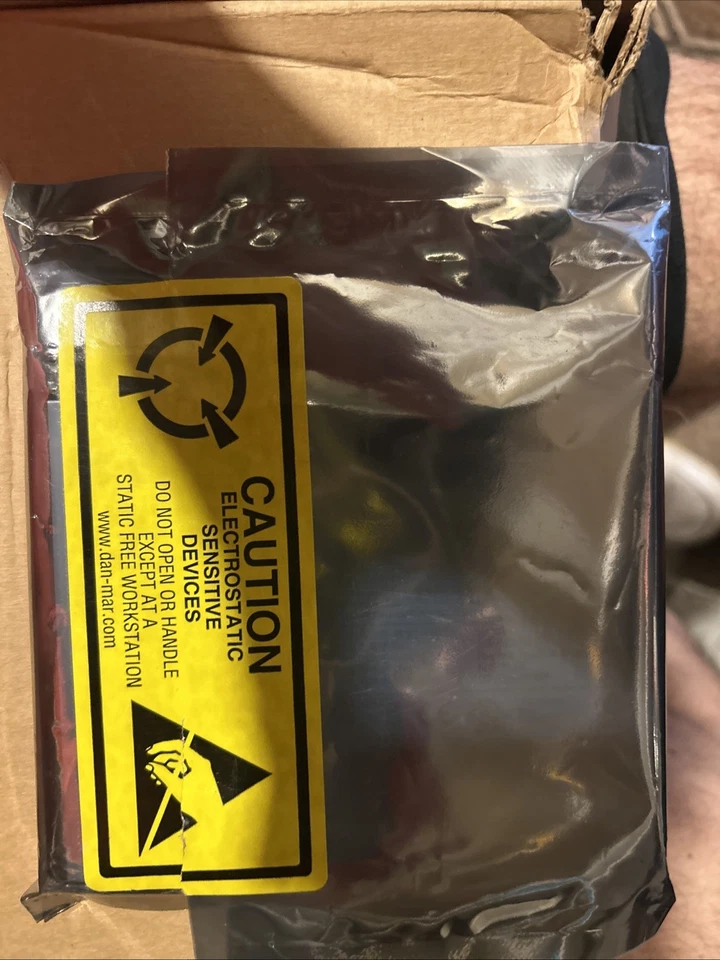 CAUTION
ELECTROSTATIC
SENSITIVE
DEVICES
DO NOT OPEN OR HANDLE
EXCEPT AT A
STATIC FREE WORKSTATION
www.dan-mar.com